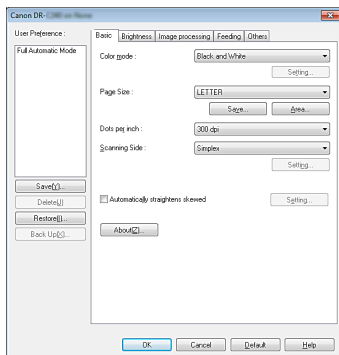 Canon DR-
User Preference :
Full Automatic Mode
Save(Y)...
Delete(J)
Restore(I)...
Back Up(X)...
Basic Brightness Image processing Feeding Others
Color mode : Black and White
Setting...
Page Size : LETTER
Save... Area...
Dots per inch : 300 dpi
Scanning Side : Simplex
Setting...
Automatically straightens skewed Setting...
About(Z)...
OK Cancel Default Help